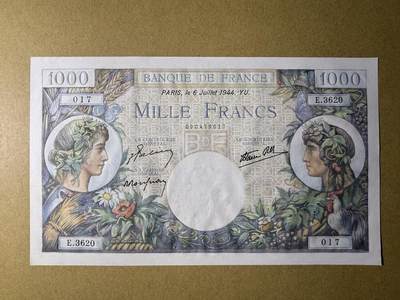 1000 BANQUE DE FRANCE 1000
PARIS, le 6 Juillet 1944. YU.
017 E.3620
MILLE FRANCS
E.3620 017